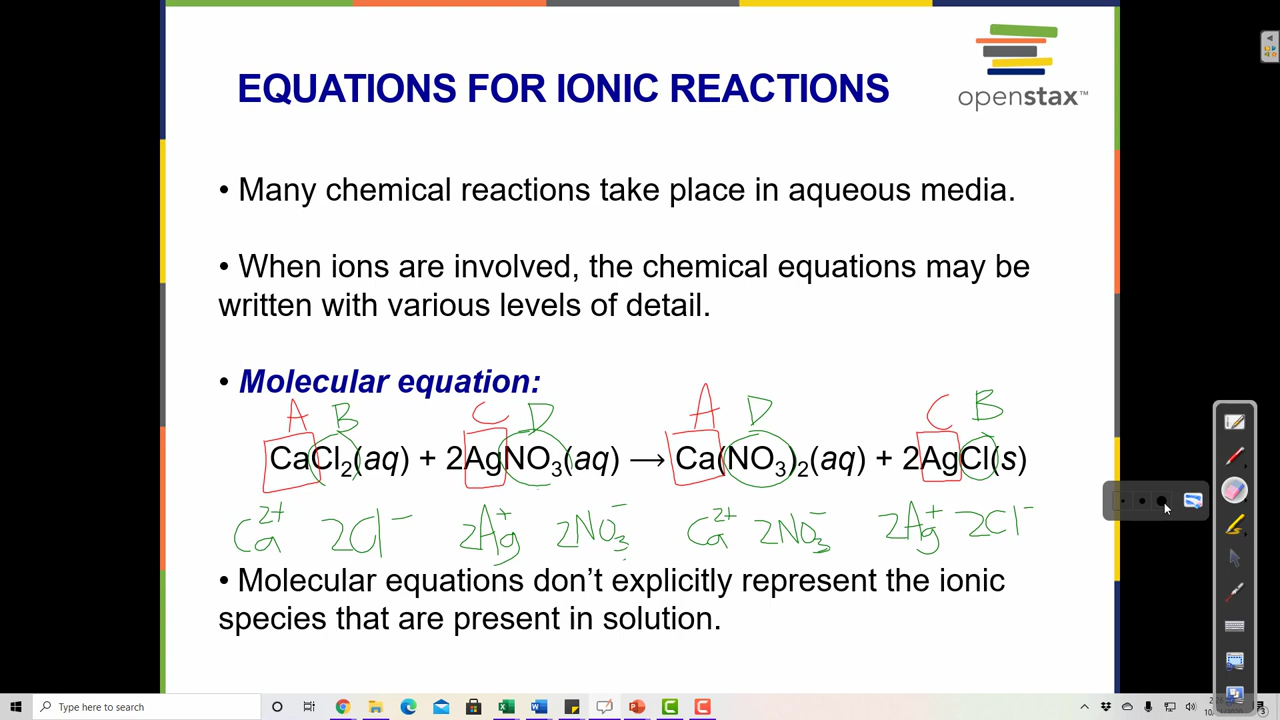 EQUATIONS FOR IONIC REACTIONS
openstax™
• Many chemical reactions take place in aqueous media.
• When ions are involved, the chemical equations may be
written with various levels of detail.
• Molecular equation:
A B C D A D C B
CaCl₂(aq) + 2AgNO₃(aq) ⟶ Ca(NO₃)₂(aq) + 2AgCl(s)
Ca²⁺ 2Cl⁻ 2Ag⁺ 2NO₃⁻ Ca²⁺ 2NO₃⁻ 2Ag⁺ 2Cl⁻
• Molecular equations don’t explicitly represent the ionic
species that are present in solution.
Type here to search